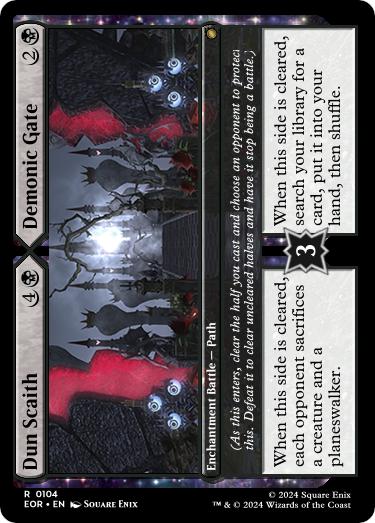 Dun Scaith
4
Demonic Gate
2
Enchantment Battle — Path
(As this enters, clear the half you cast and choose an opponent to protect
this. Defeat it to clear uncleared halves and have it stop being a battle.)
When this side is cleared,
each opponent sacrifices
a creature and a
planeswalker.
3
When this side is cleared,
search your library for a
card, put it into your
hand, then shuffle.
R 0104
EOR • EN SQUARE ENIX
© 2024 Square Enix
™ & © 2024 Wizards of the Coast